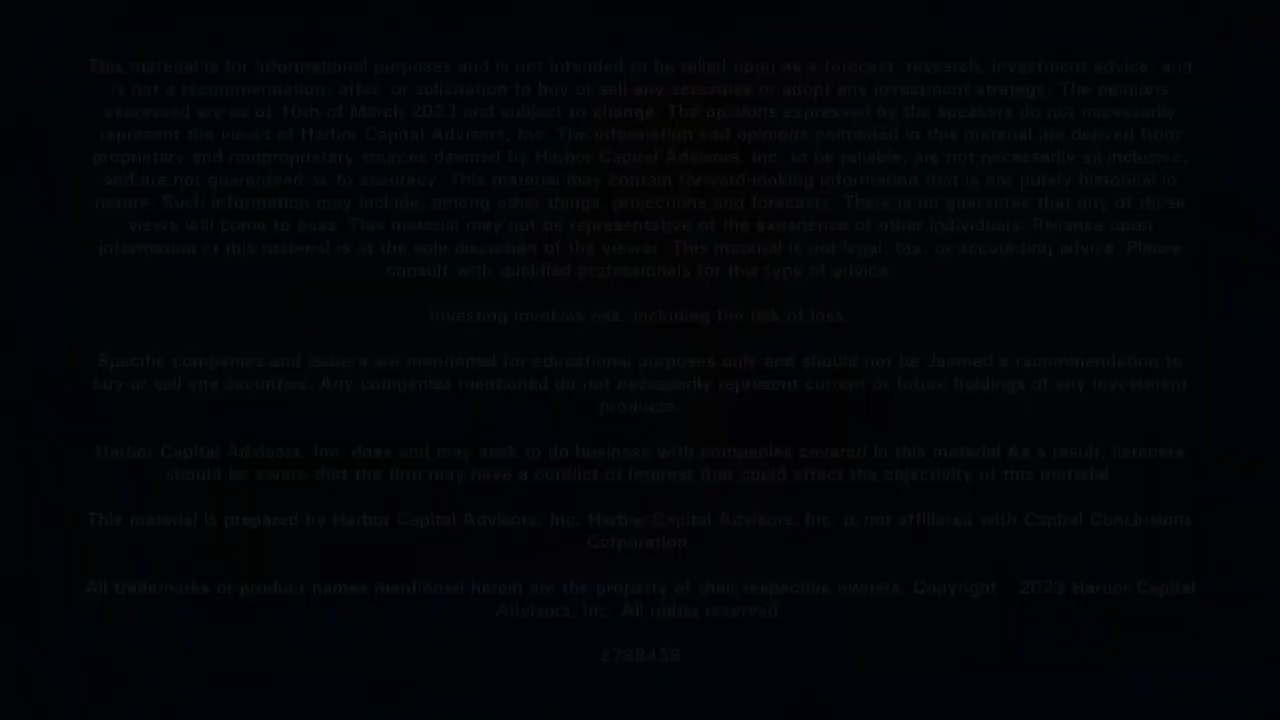 This material is for informational purposes and is not intended to be relied upon as a forecast, research, investment advice, and
is not a recommendation, offer, or solicitation to buy or sell any securities or adopt any investment strategy. The opinions
expressed are as of 10th of March 2023 and subject to change. The opinions expressed by the speakers do not necessarily
represent the views of Harbor Capital Advisors, Inc. The information and opinions contained in this material are derived from
proprietary and nonproprietary sources deemed by Harbor Capital Advisors, Inc. to be reliable, are not necessarily all-inclusive,
and are not guaranteed as to accuracy. This material may contain forward-looking information that is not purely historical in
nature. Such information may include, among other things, projections and forecasts. There is no guarantee that any of these
views will come to pass. This material may not be representative of the experience of other individuals. Reliance upon
information in this material is at the sole discretion of the viewer. This material is not legal, tax, or accounting advice. Please
consult with qualified professionals for this type of advice.
Investing involves risk, including the risk of loss.
Specific companies and issuers are mentioned for educational purposes only and should not be deemed a recommendation to
buy or sell any securities. Any companies mentioned do not necessarily represent current or future holdings of any investment
products.
Harbor Capital Advisors, Inc. does and may seek to do business with companies covered in this material As a result, listeners
should be aware that the firm may have a conflict of interest that could affect the objectivity of this material.
This material is prepared by Harbor Capital Advisors, Inc. Harbor Capital Advisors, Inc. is not affiliated with Capital Conclusions
Corporation.
All trademarks or product names mentioned herein are the property of their respective owners. Copyright 2023 Harbor Capital
Advisors, Inc. All rights reserved.